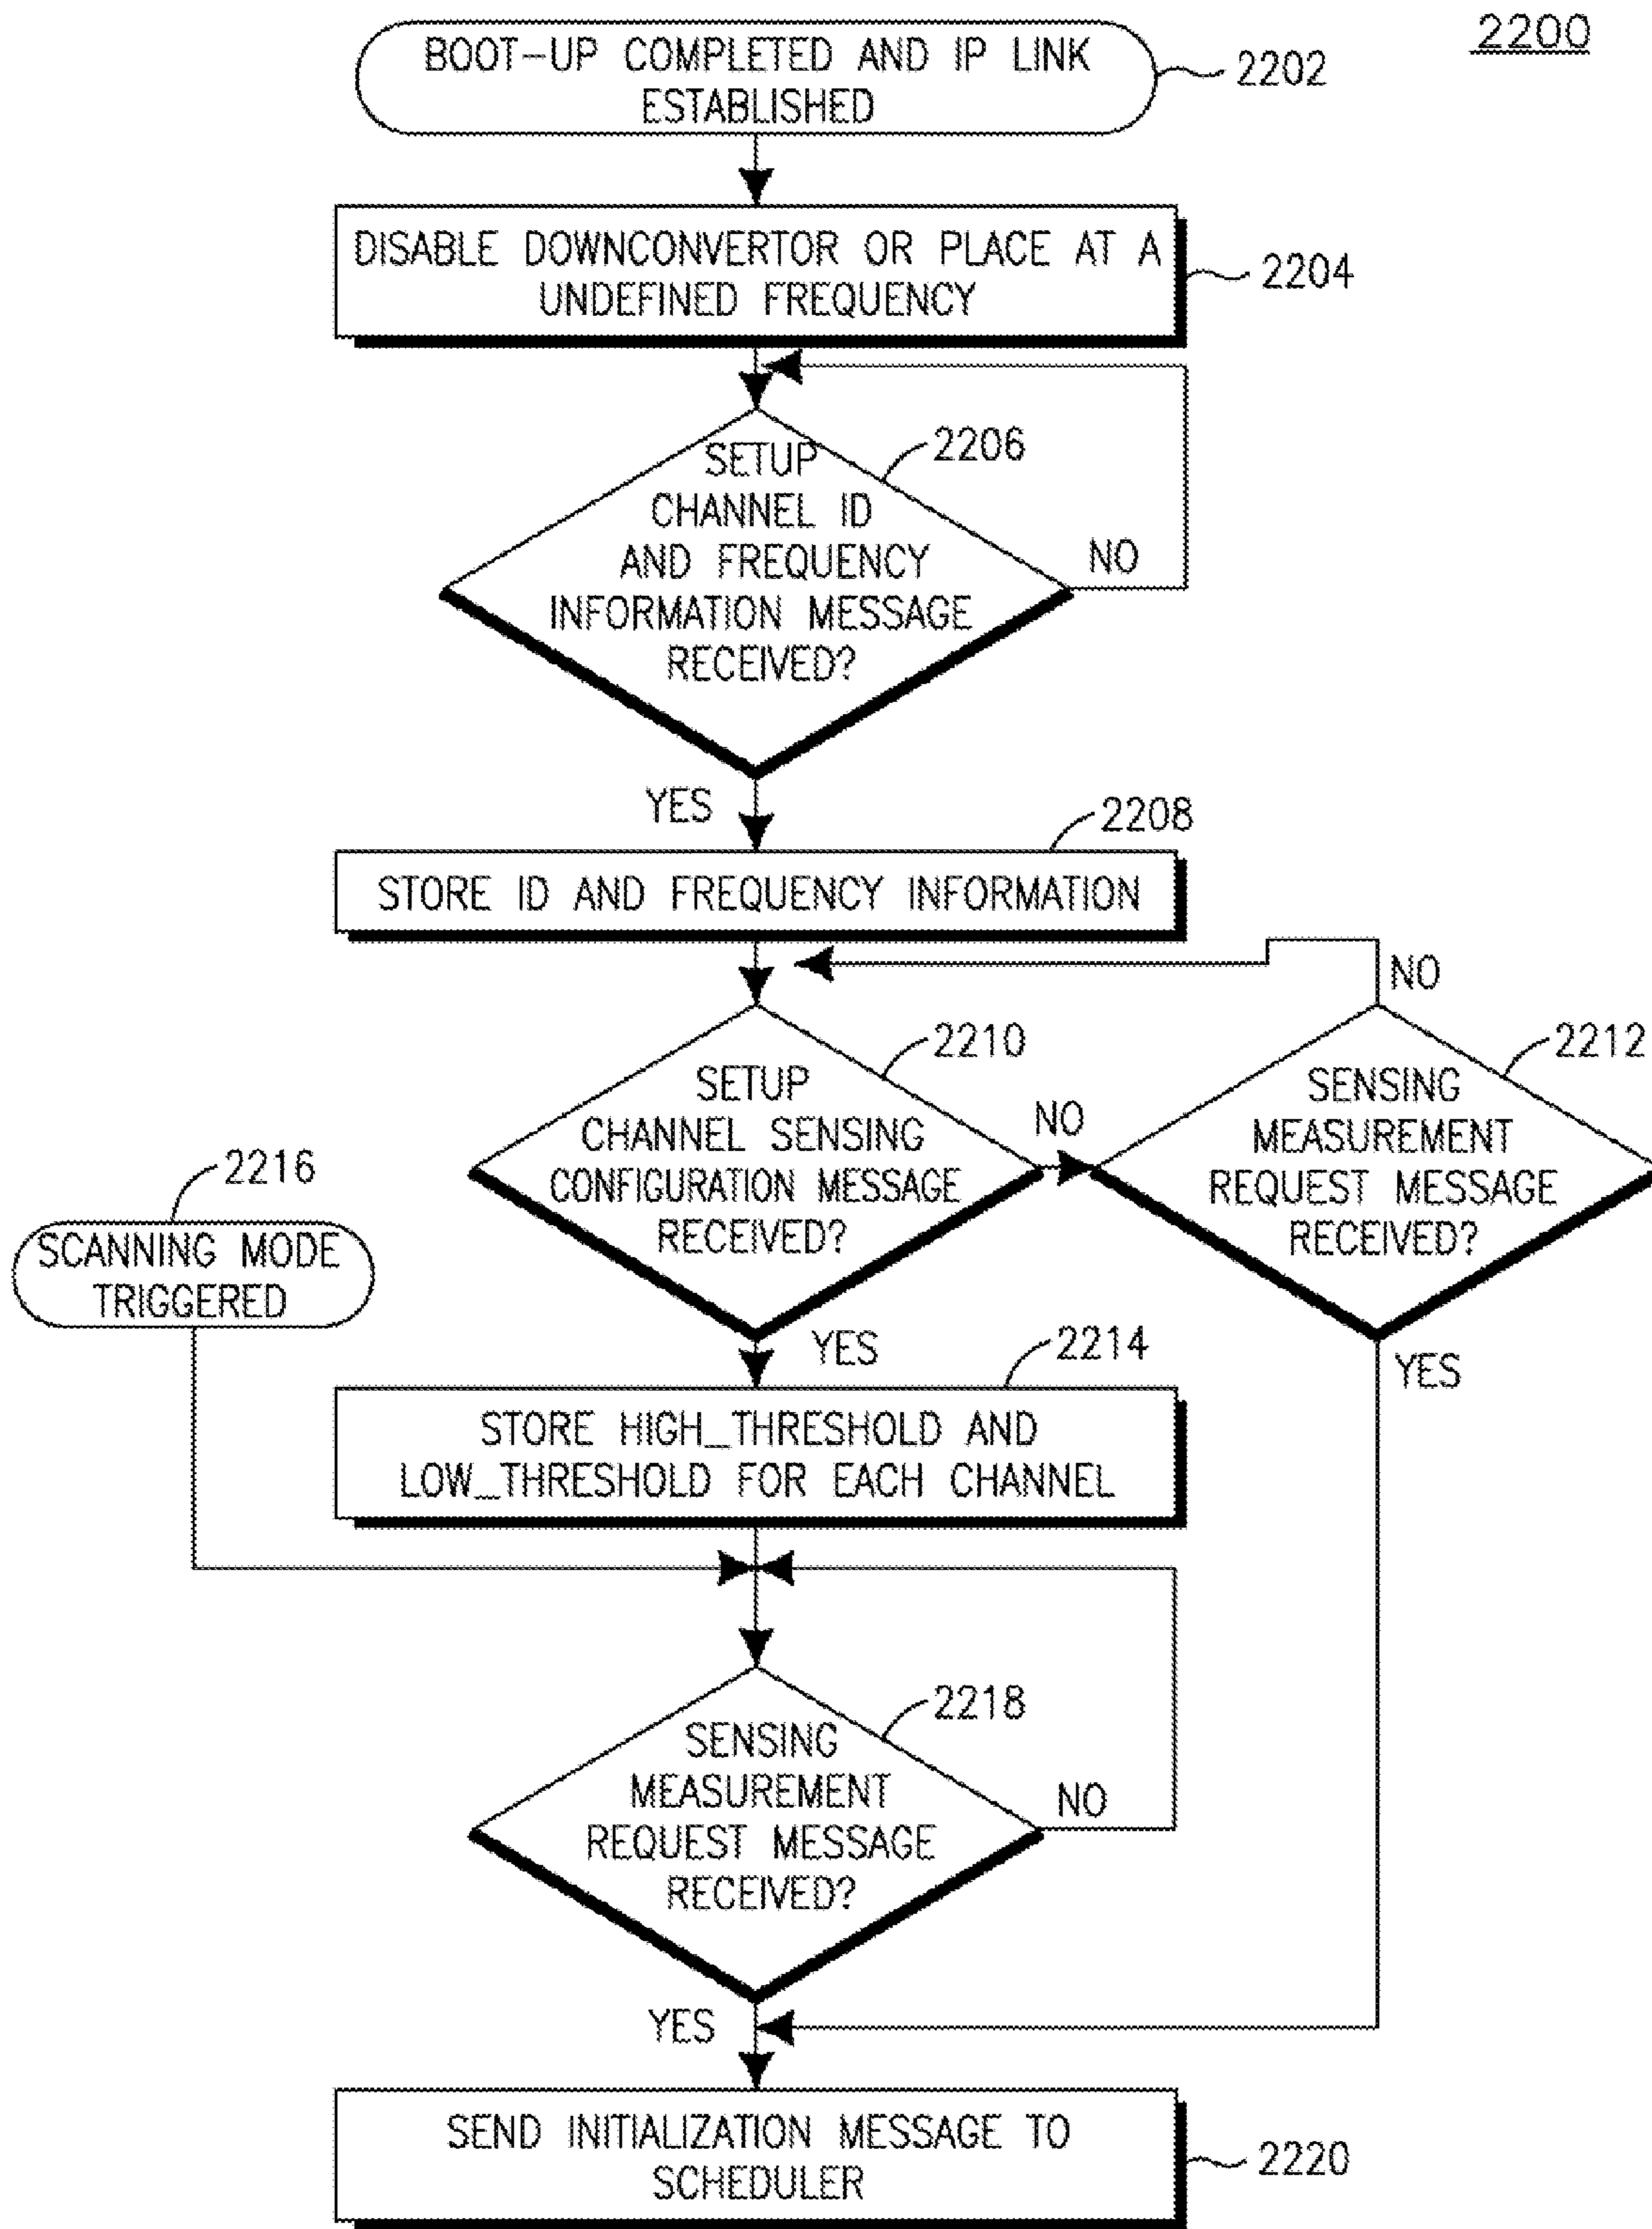 2200
BOOT-UP COMPLETED AND IP LINK
ESTABLISHED
2202
DISABLE DOWNCONVERTOR OR PLACE AT A
UNDEFINED FREQUENCY
2204
SETUP
CHANNEL ID
AND FREQUENCY
INFORMATION MESSAGE
RECEIVED?
2206
NO
YES
2208
STORE ID AND FREQUENCY INFORMATION
NO
SETUP
CHANNEL SENSING
CONFIGURATION MESSAGE
RECEIVED?
2210
NO
SENSING
MEASUREMENT
REQUEST MESSAGE
RECEIVED?
2212
YES
2216
SCANNING MODE
TRIGGERED
YES
2214
STORE HIGH_THRESHOLD AND
LOW_THRESHOLD FOR EACH CHANNEL
SENSING
MEASUREMENT
REQUEST MESSAGE
RECEIVED?
2218
NO
YES
SEND INITIALIZATION MESSAGE TO
SCHEDULER
2220